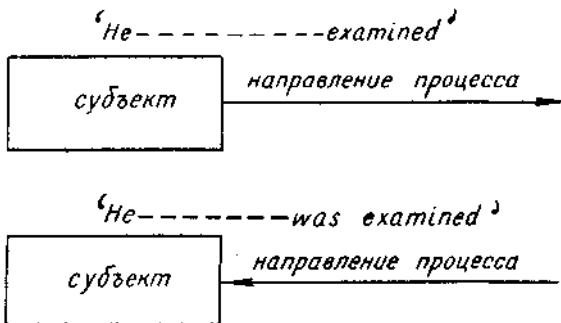 ‘He----------examined’
субъект
направление процесса
‘He-------was examined’
субъект
направление процесса